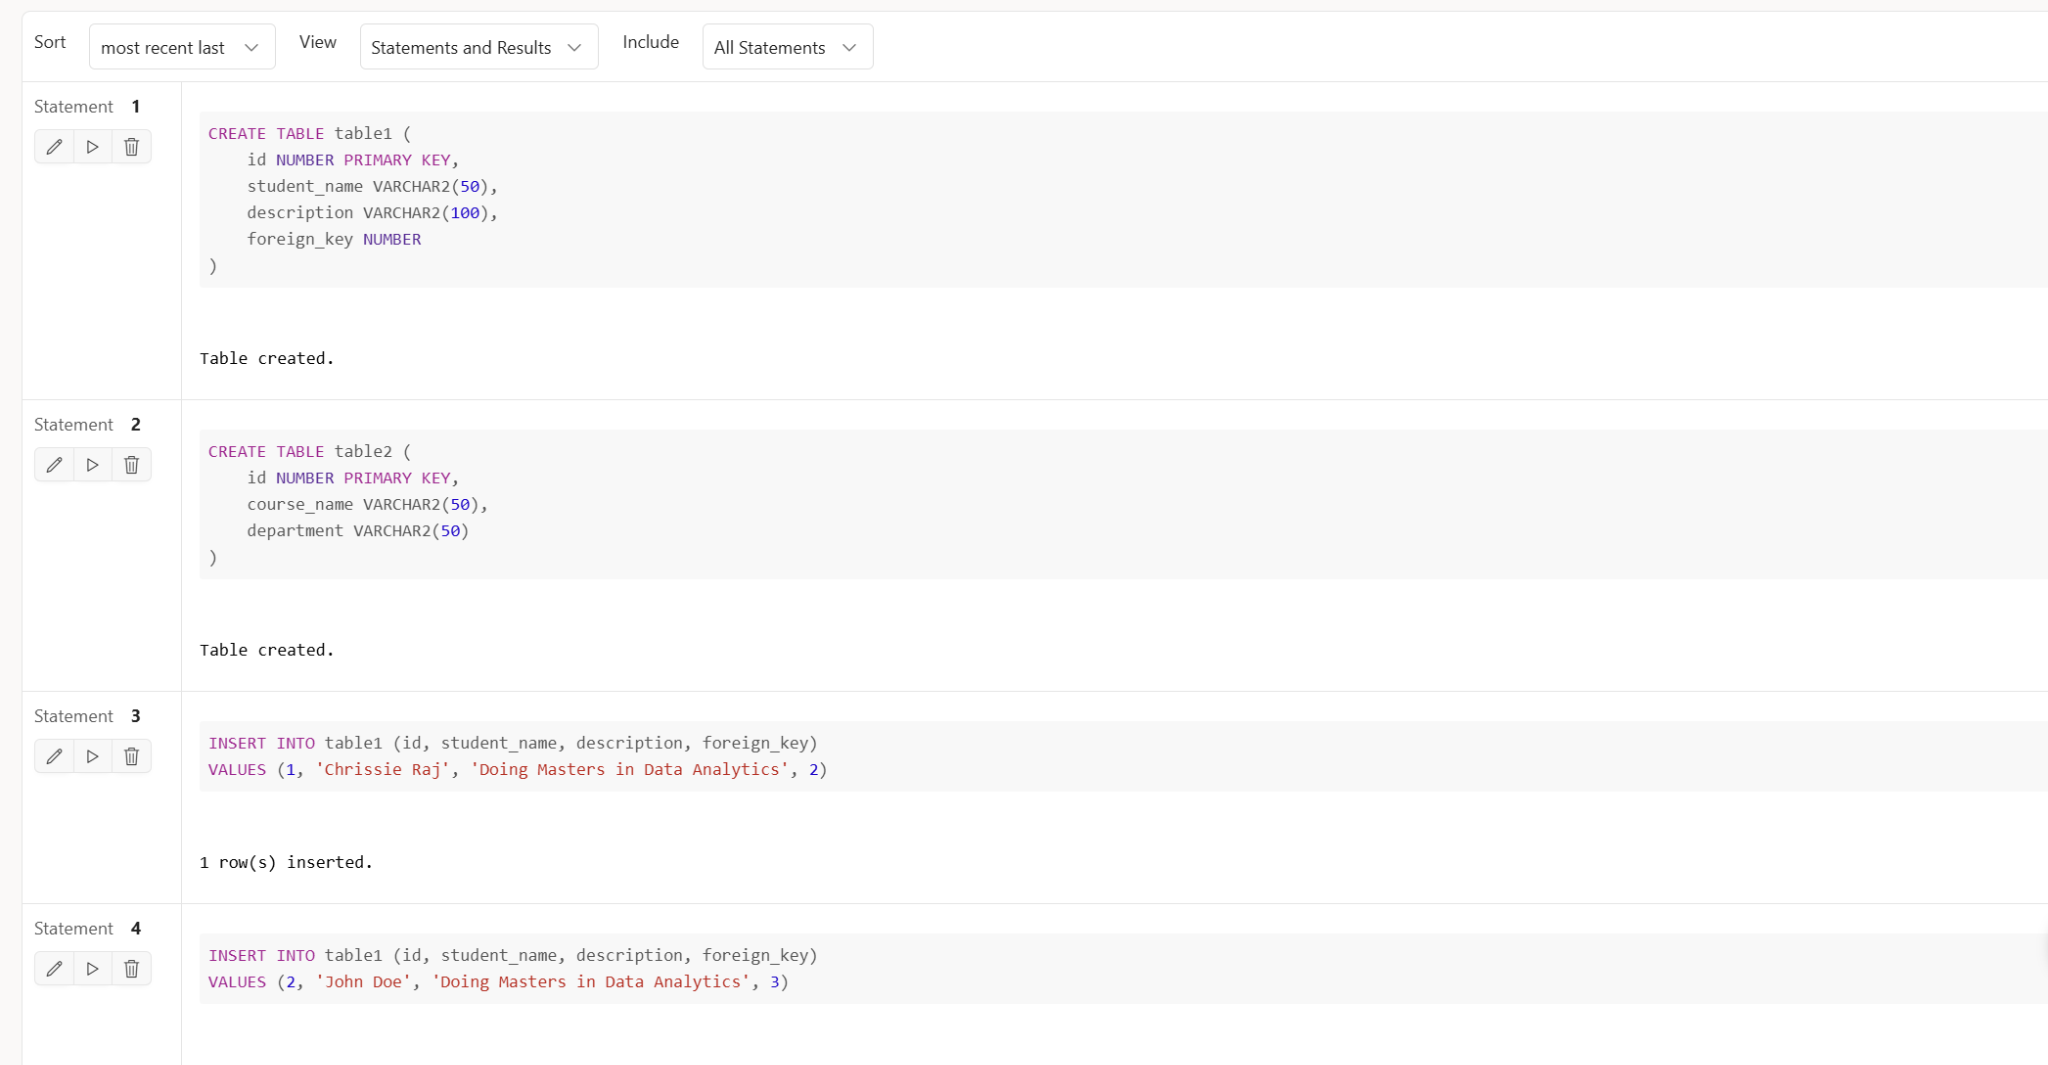 Sort most recent last View Statements and Results Include All Statements
Statement 1
CREATE TABLE table1 (
    id NUMBER PRIMARY KEY,
    student_name VARCHAR2(50),
    description VARCHAR2(100),
    foreign_key NUMBER
)
Table created.
Statement 2
CREATE TABLE table2 (
    id NUMBER PRIMARY KEY,
    course_name VARCHAR2(50),
    department VARCHAR2(50)
)
Table created.
Statement 3
INSERT INTO table1 (id, student_name, description, foreign_key)
VALUES (1, 'Chrissie Raj', 'Doing Masters in Data Analytics', 2)
1 row(s) inserted.
Statement 4
INSERT INTO table1 (id, student_name, description, foreign_key)
VALUES (2, 'John Doe', 'Doing Masters in Data Analytics', 3)